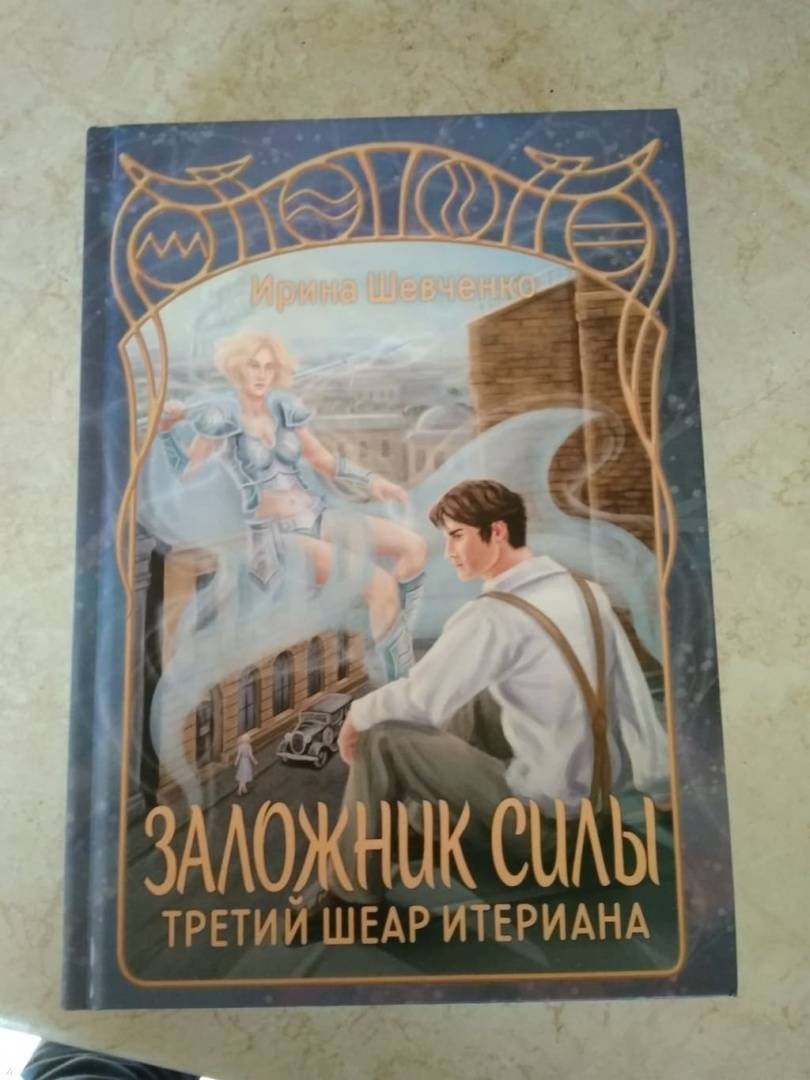 Ирина Шевченко
ЗАЛОЖНИК СИЛЫ
ТРЕТИЙ ШЕАР ИТЕРИАНА